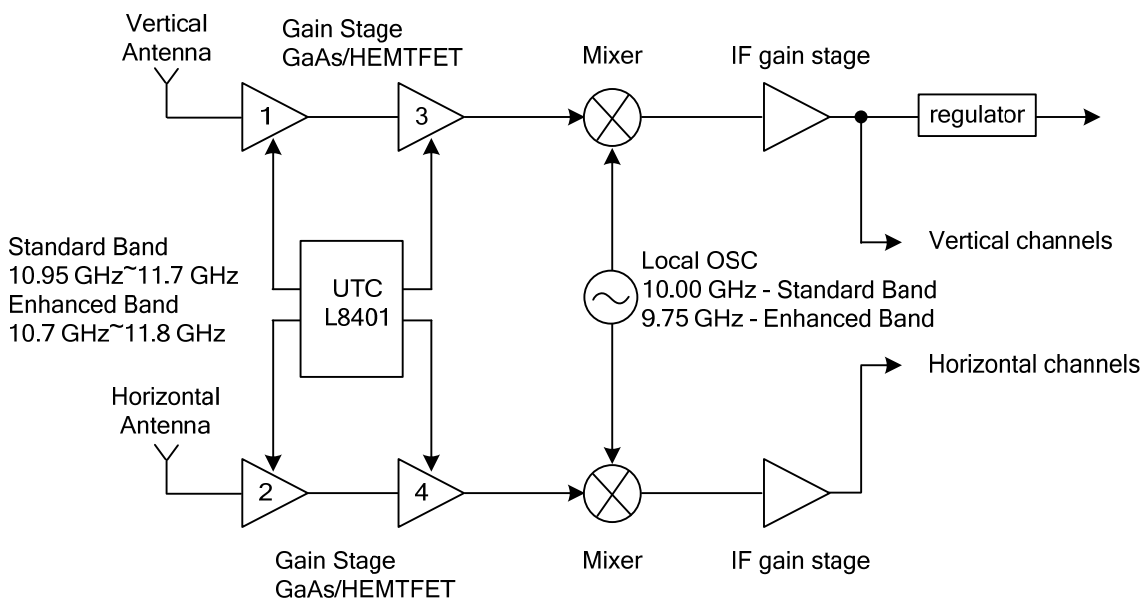 Vertical
Antenna
Gain Stage
GaAs/HEMTFET
Mixer
IF gain stage
1
3
regulator
Standard Band
10.95 GHz~11.7 GHz
Enhanced Band
10.7 GHz~11.8 GHz
UTC
L8401
Local OSC
10.00 GHz - Standard Band
9.75 GHz - Enhanced Band
Vertical channels
Horizontal channels
Horizontal
Antenna
2
4
Gain Stage
GaAs/HEMTFET
Mixer
IF gain stage